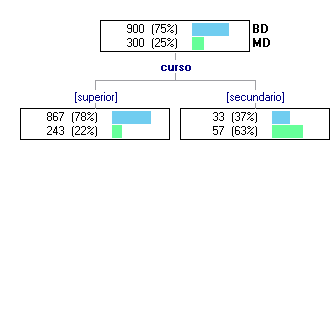 900 (75%) BD
300 (25%) MD
curso
[superior] [secundario]
867 (78%) 33 (37%)
243 (22%) 57 (63%)